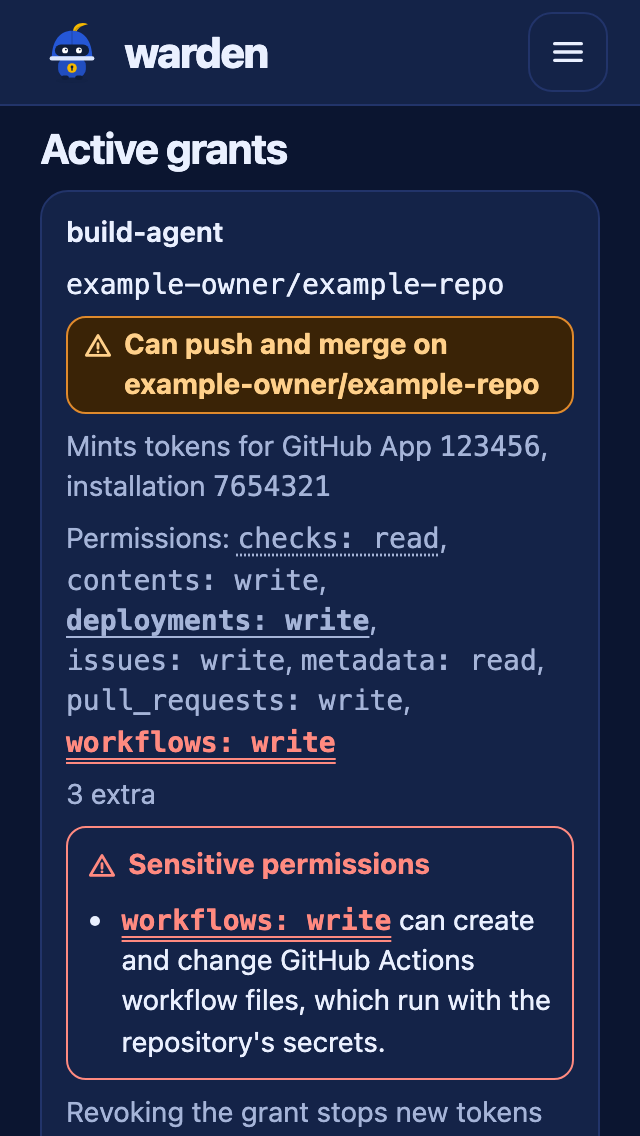 warden
Active grants
build-agent
example-owner/example-repo
Can push and merge on
example-owner/example-repo
Mints tokens for GitHub App 123456,
installation 7654321
Permissions: checks: read,
contents: write,
deployments: write,
issues: write, metadata: read,
pull_requests: write,
workflows: write
3 extra
Sensitive permissions
• workflows: write can create
and change GitHub Actions
workflow files, which run with the
repository's secrets.
Revoking the grant stops new tokens